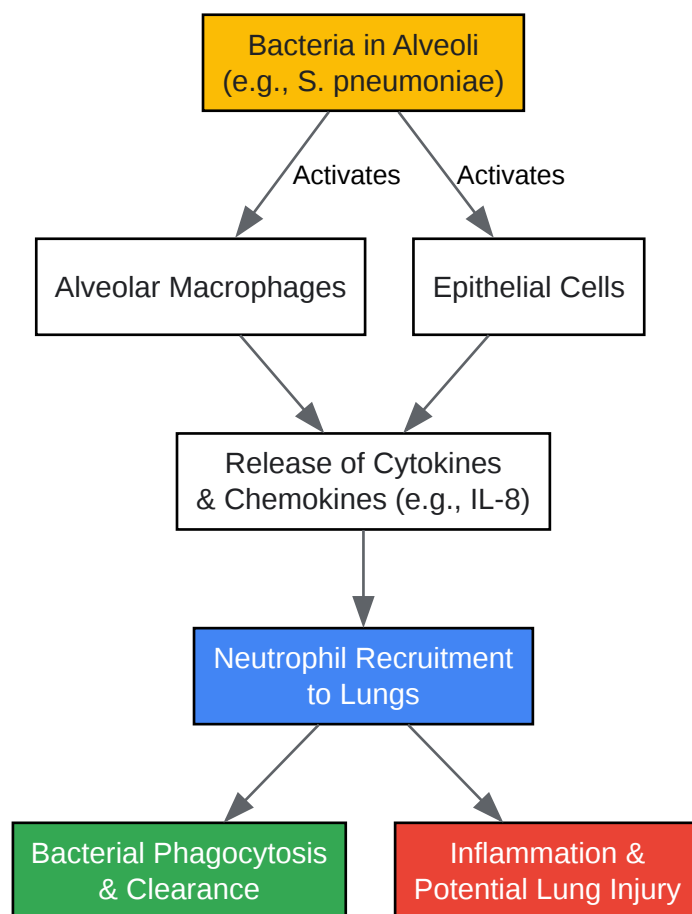 Bacteria in Alveoli
(e.g., S. pneumoniae)
Activates
Activates
Alveolar Macrophages
Epithelial Cells
Release of Cytokines
& Chemokines (e.g., IL-8)
Neutrophil Recruitment
to Lungs
Bacterial Phagocytosis
& Clearance
Inflammation &
Potential Lung Injury